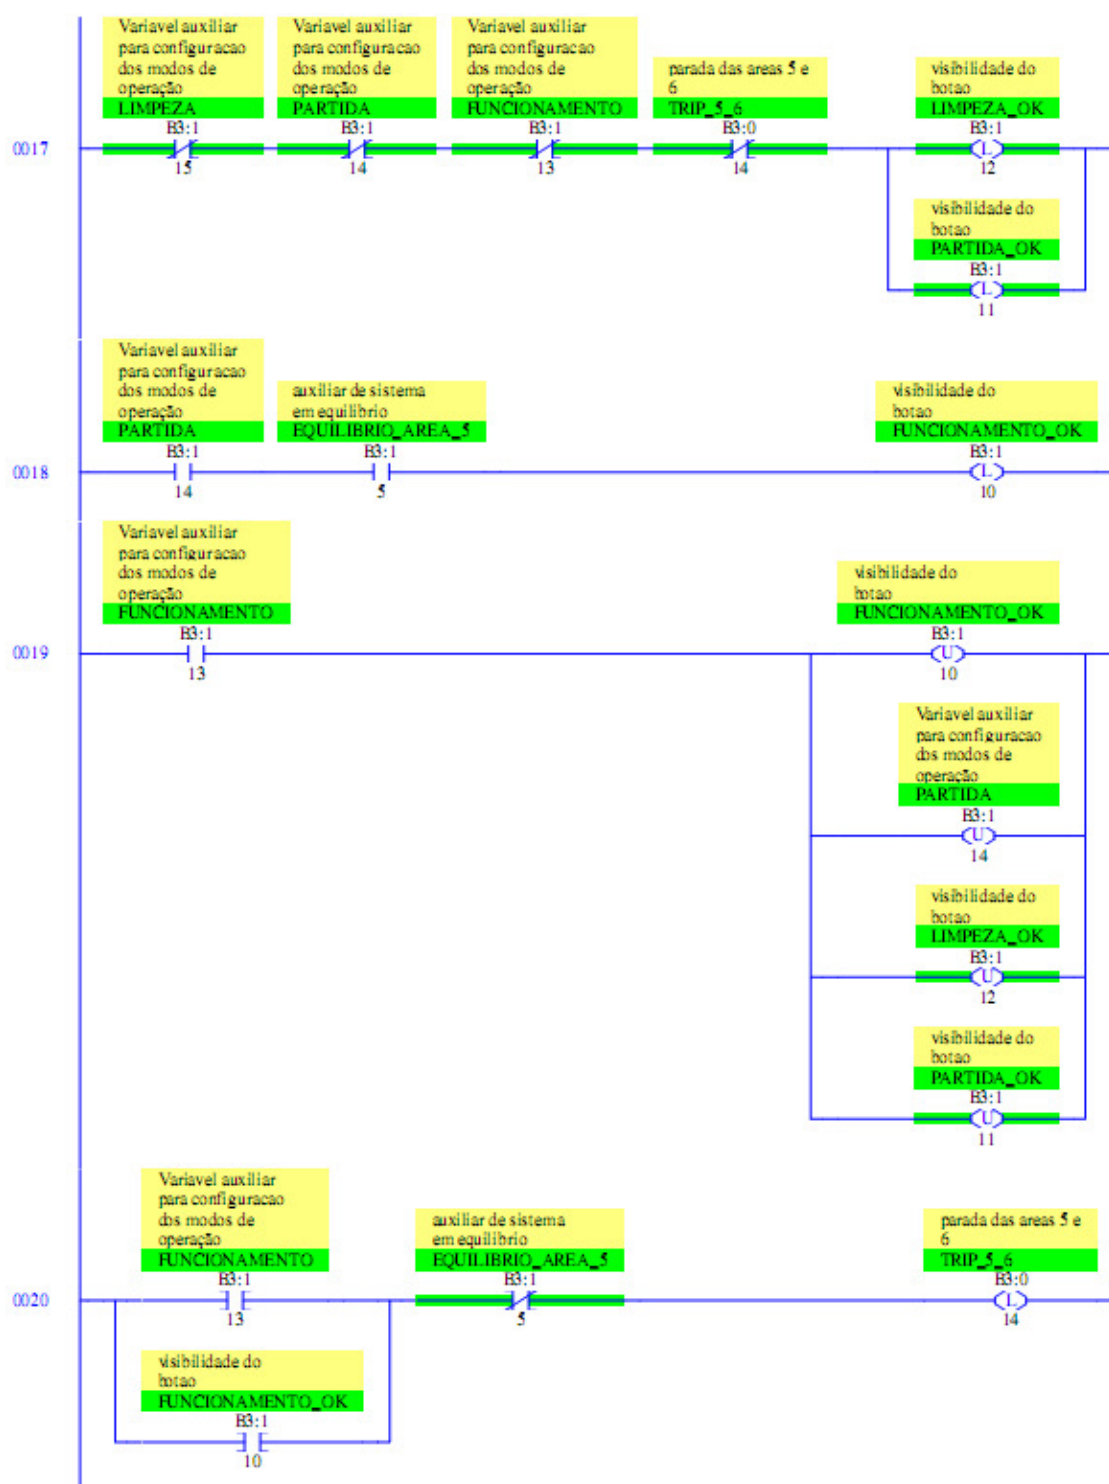 Variavel auxiliar
para configuracao
dos modos de
operação
LIMPEZA
B3:1
15
Variavel auxiliar
para configuracao
dos modos de
operação
PARTIDA
B3:1
14
Variavel auxiliar
para configuracao
dos modos de
operação
FUNCIONAMENTO
B3:1
13
parada das areas 5 e
6
TRIP_5_6
B3:0
14
visibilidade do
botao
LIMPEZA_OK
B3:1
L
12
0017
visibilidade do
botao
PARTIDA_OK
B3:1
L
11
Variavel auxiliar
para configuracao
dos modos de
operação
PARTIDA
B3:1
14
auxiliar de sistema
em equilibrio
EQUILIBRIO_AREA_5
B3:1
5
visibilidade do
botao
FUNCIONAMENTO_OK
B3:1
L
10
0018
Variavel auxiliar
para configuracao
dos modos de
operação
FUNCIONAMENTO
B3:1
13
visibilidade do
botao
FUNCIONAMENTO_OK
B3:1
U
10
0019
Variavel auxiliar
para configuracao
dos modos de
operação
PARTIDA
B3:1
U
14
visibilidade do
botao
LIMPEZA_OK
B3:1
U
12
visibilidade do
botao
PARTIDA_OK
B3:1
U
11
Variavel auxiliar
para configuracao
dos modos de
operação
FUNCIONAMENTO
B3:1
13
auxiliar de sistema
em equilibrio
EQUILIBRIO_AREA_5
B3:1
5
parada das areas 5 e
6
TRIP_5_6
B3:0
L
14
0020
visibilidade do
botao
FUNCIONAMENTO_OK
B3:1
10